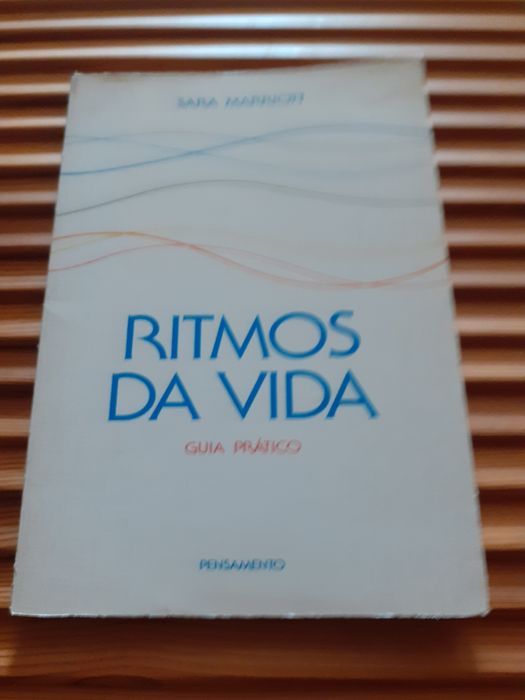 SARA MARRIOTT
RITMOS
DA VIDA
GUIA PRÁTICO
PENSAMENTO